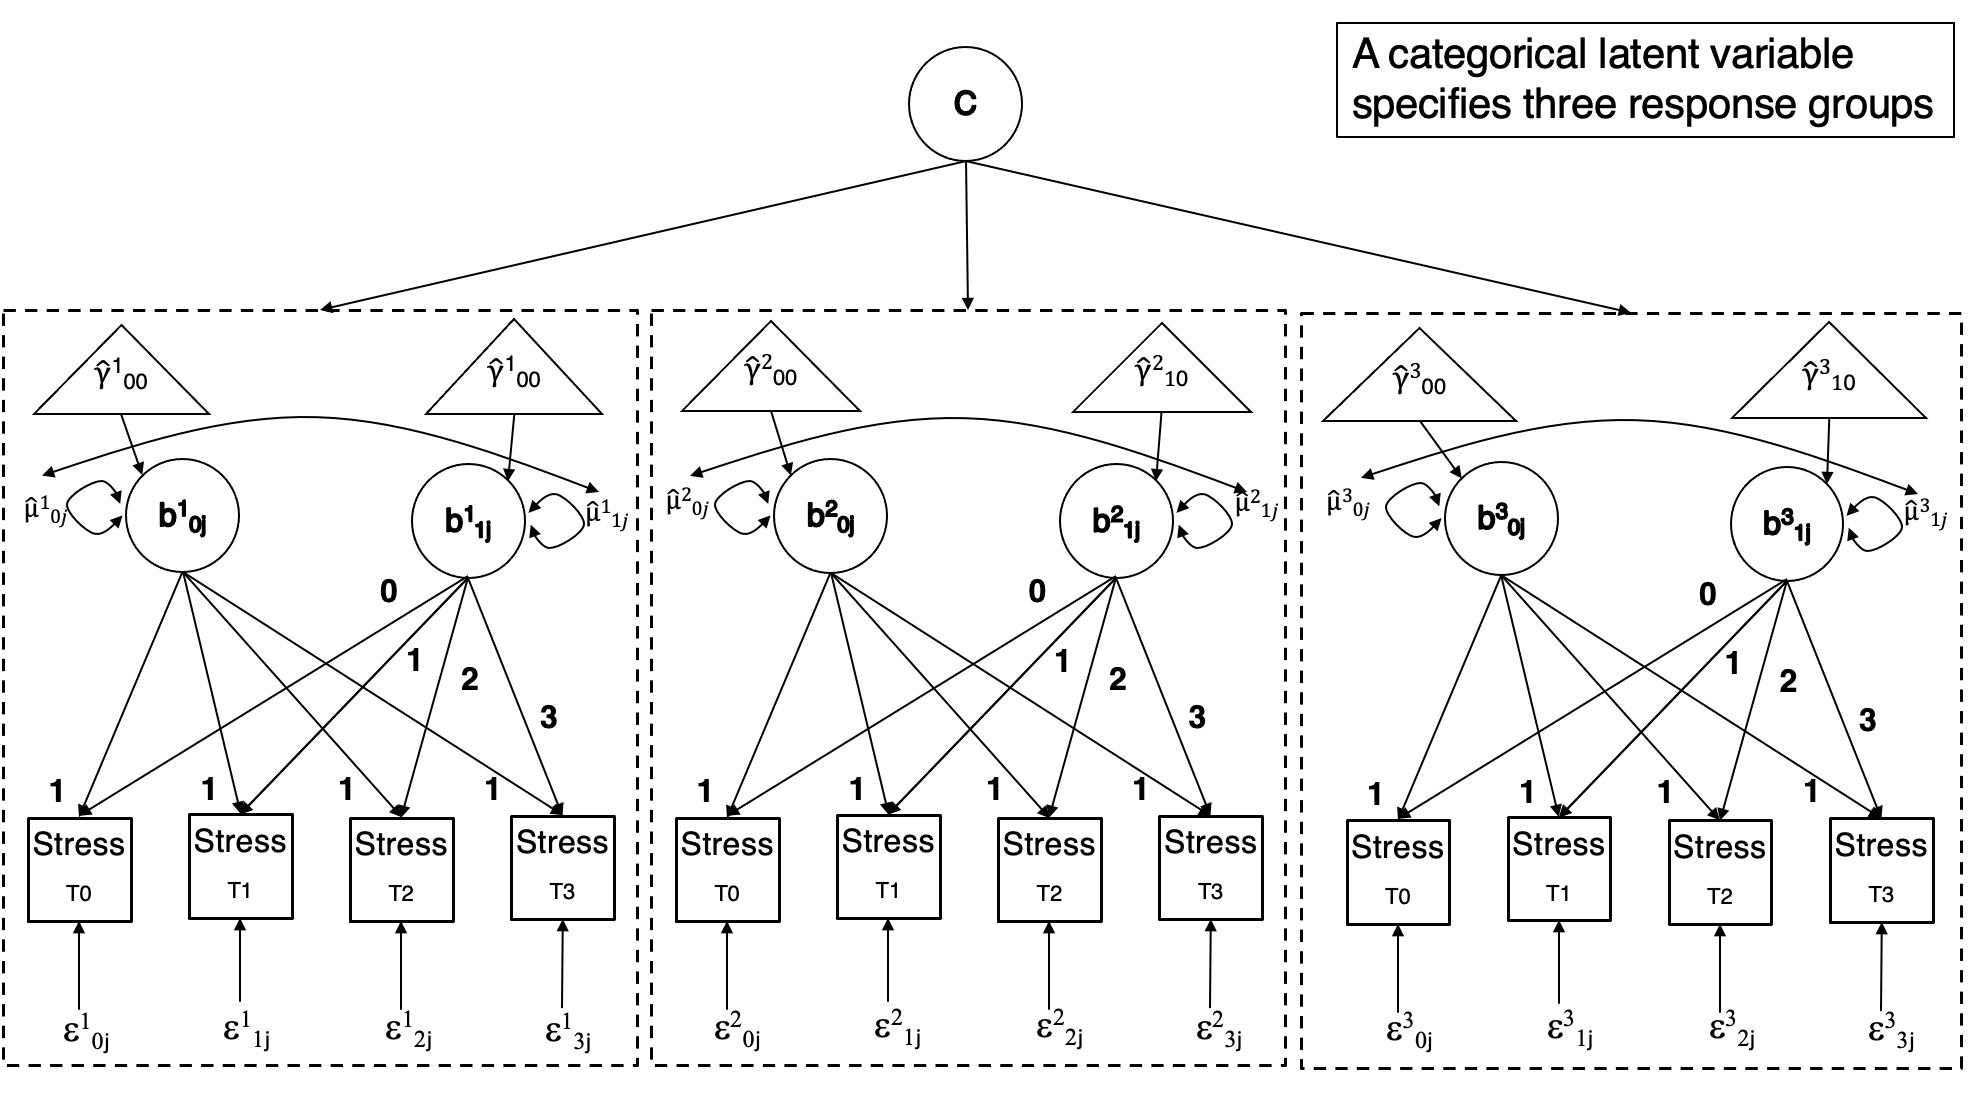 A categorical latent variable
specifies three response groups
C
γ̂¹₀₀
γ̂¹₀₀
μ̂¹₀ⱼ
b¹₀ⱼ
b¹₁ⱼ
μ̂¹₁ⱼ
0
1
2
3
1
1
1
1
Stress
T0
Stress
T1
Stress
T2
Stress
T3
ε¹₀ⱼ
ε¹₁ⱼ
ε¹₂ⱼ
ε¹₃ⱼ
γ̂²₀₀
γ̂²₁₀
μ̂²₀ⱼ
b²₀ⱼ
b²₁ⱼ
μ̂²₁ⱼ
0
1
2
3
1
1
1
1
Stress
T0
Stress
T1
Stress
T2
Stress
T3
ε²₀ⱼ
ε²₁ⱼ
ε²₂ⱼ
ε²₃ⱼ
γ̂³₀₀
γ̂³₁₀
μ̂³₀ⱼ
b³₀ⱼ
b³₁ⱼ
μ̂³₁ⱼ
0
1
2
3
1
1
1
1
Stress
T0
Stress
T1
Stress
T2
Stress
T3
ε³₀ⱼ
ε³₁ⱼ
ε³₂ⱼ
ε³₃ⱼ